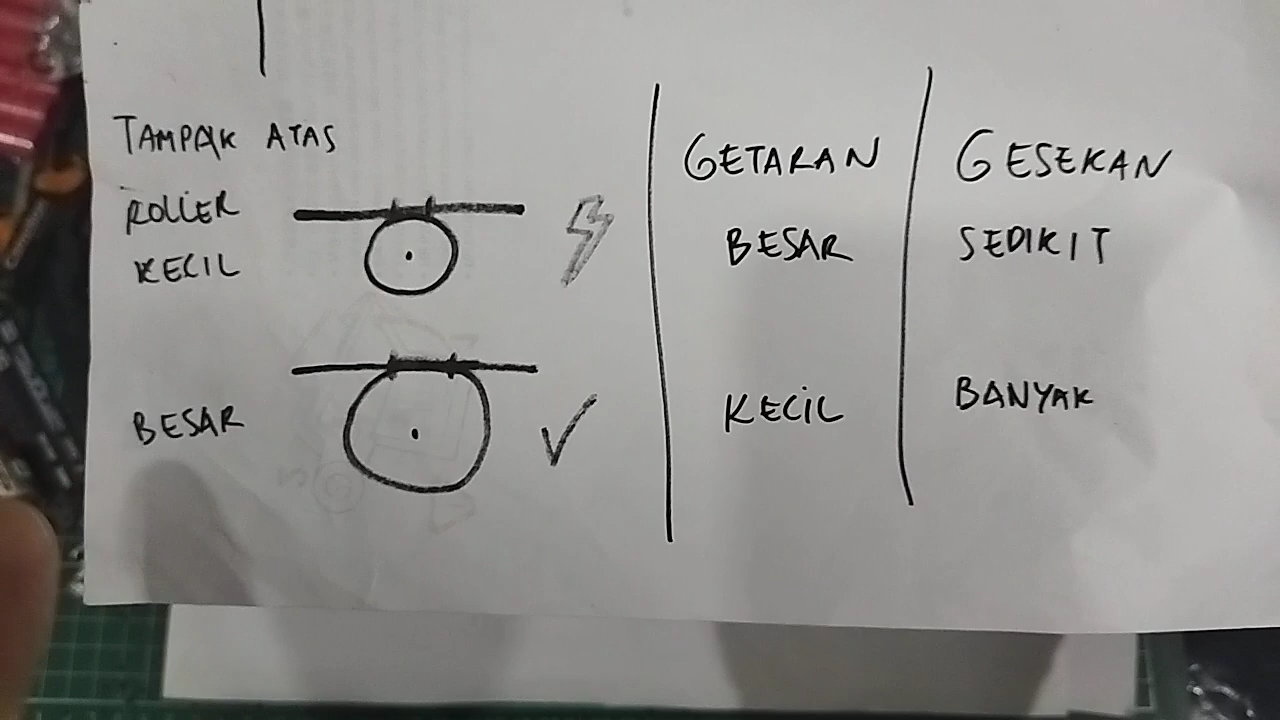 TAMPAK ATAS
GETARAN
GESEKAN
ROLLER
KECIL
BESAR
SEDIKIT
BESAR
KECIL
BANYAK